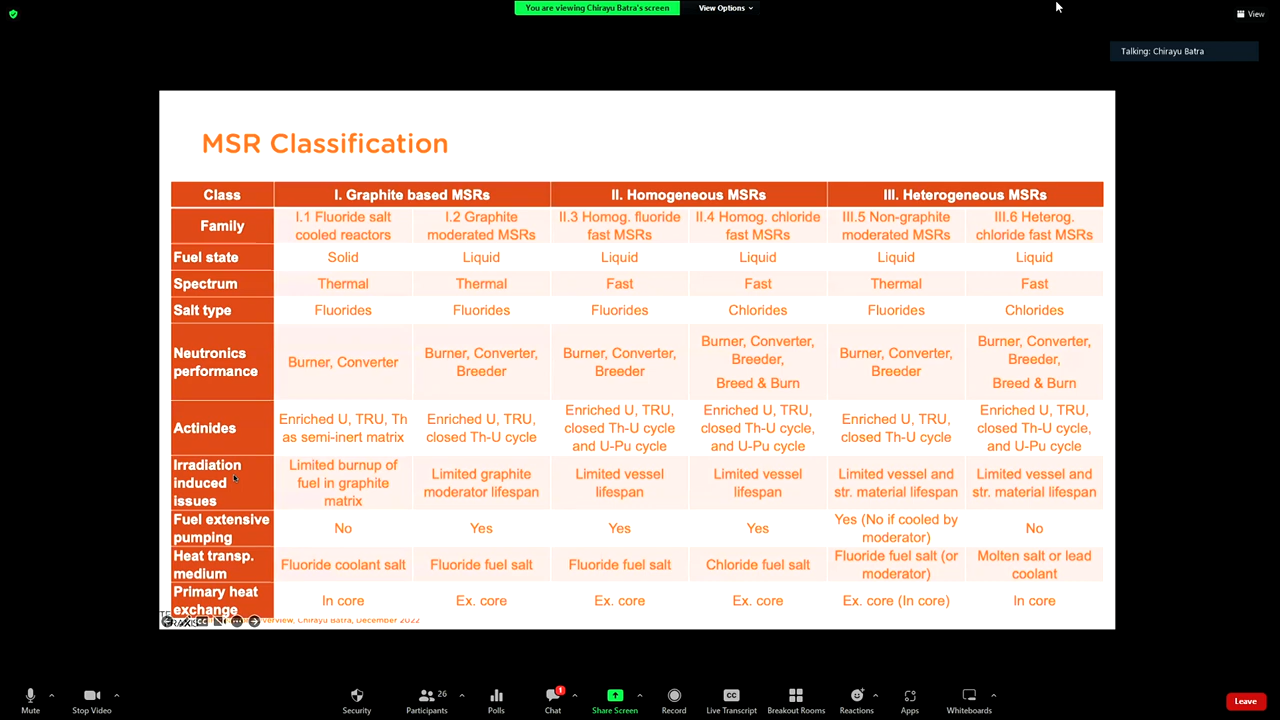 You are viewing Chirayu Batra's screen
View Options
View
Talking: Chirayu Batra
MSR Classification
Class
I. Graphite based MSRs
II. Homogeneous MSRs
III. Heterogeneous MSRs
Family
I.1 Fluoride salt
cooled reactors
I.2 Graphite
moderated MSRs
II.3 Homog. fluoride
fast MSRs
II.4 Homog. chloride
fast MSRs
III.5 Non-graphite
moderated MSRs
III.6 Heterog.
chloride fast MSRs
Fuel state
Solid
Liquid
Liquid
Liquid
Liquid
Liquid
Spectrum
Thermal
Thermal
Fast
Fast
Thermal
Fast
Salt type
Fluorides
Fluorides
Fluorides
Chlorides
Fluorides
Chlorides
Neutronics
performance
Burner, Converter
Burner, Converter,
Breeder
Burner, Converter,
Breeder
Burner, Converter,
Breeder,
Breed & Burn
Burner, Converter,
Breeder
Burner, Converter,
Breeder,
Breed & Burn
Actinides
Enriched U, TRU, Th
as semi-inert matrix
Enriched U, TRU,
closed Th-U cycle
Enriched U, TRU,
closed Th-U cycle
and U-Pu cycle
Enriched U, TRU,
closed Th-U cycle,
and U-Pu cycle
Enriched U, TRU,
closed Th-U cycle
Enriched U, TRU,
closed Th-U cycle,
and U-Pu cycle
Irradiation
induced
issues
Limited burnup of
fuel in graphite
matrix
Limited graphite
moderator lifespan
Limited vessel
lifespan
Limited vessel
lifespan
Limited vessel and
str. material lifespan
Limited vessel and
str. material lifespan
Fuel extensive
pumping
No
Yes
Yes
Yes
Yes (No if cooled by
moderator)
No
Heat transp.
medium
Fluoride coolant salt
Fluoride fuel salt
Fluoride fuel salt
Chloride fuel salt
Fluoride fuel salt (or
moderator)
Molten salt or lead
coolant
Primary heat
exchange
In core
Ex. core
Ex. core
Ex. core
Ex. core (In core)
In core
Chirayu Batra, December 2022
Mute
Stop Video
Security
26
Participants
Polls
1
Chat
Share Screen
Record
CC
Live Transcript
Breakout Rooms
Reactions
Apps
Whiteboards
Leave